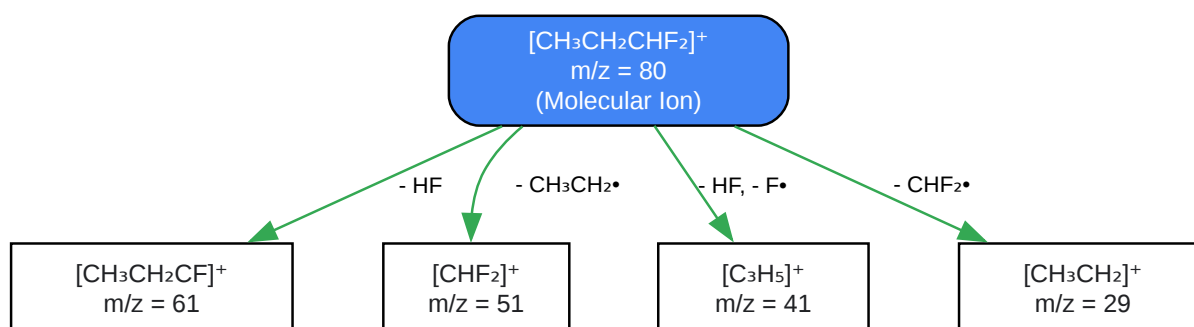 [CH₃CH₂CHF₂]⁺
m/z = 80
(Molecular Ion)
- HF
- CH₃CH₂•
- HF, - F•
- CHF₂•
[CH₃CH₂CF]⁺
m/z = 61
[CHF₂]⁺
m/z = 51
[C₃H₅]⁺
m/z = 41
[CH₃CH₂]⁺
m/z = 29